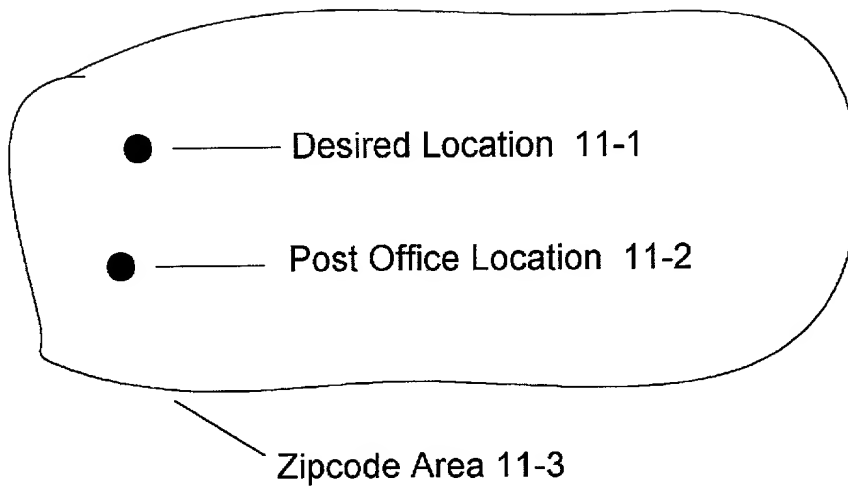 Desired Location 11-1
Post Office Location 11-2
Zipcode Area 11-3